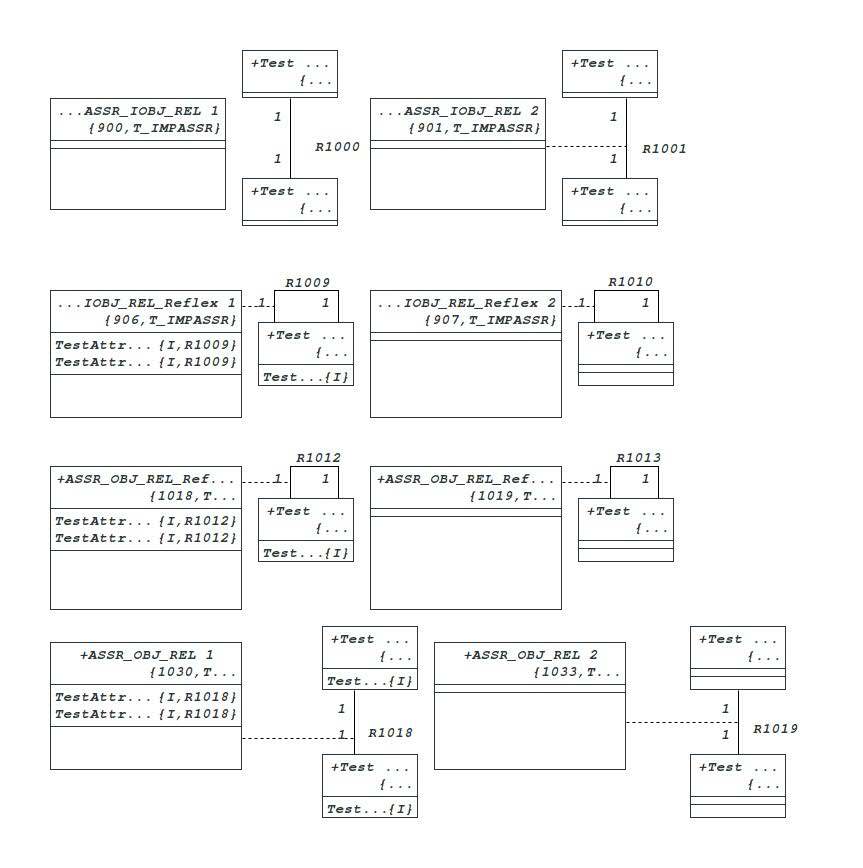 +Test ...
{...
...ASSR_IOBJ_REL 1
{900,T_IMPASSR}
1
R1000
1
+Test ...
{...
+Test ...
{...
...ASSR_IOBJ_REL 2
{901,T_IMPASSR}
1
R1001
1
+Test ...
{...
R1009
...IOBJ_REL_Reflex 1
{906,T_IMPASSR}
1
1
TestAttr... {I,R1009}
TestAttr... {I,R1009}
+Test ...
{...
Test...{I}
R1010
...IOBJ_REL_Reflex 2
{907,T_IMPASSR}
1
1
+Test ...
{...
R1012
+ASSR_OBJ_REL_Ref...
{1018,T...
1
1
TestAttr... {I,R1012}
TestAttr... {I,R1012}
+Test ...
{...
Test...{I}
R1013
+ASSR_OBJ_REL_Ref...
{1019,T...
1
1
+Test ...
{...
+ASSR_OBJ_REL 1
{1030,T...
TestAttr... {I,R1018}
TestAttr... {I,R1018}
+Test ...
{...
Test...{I}
1
1
R1018
+Test ...
{...
Test...{I}
+ASSR_OBJ_REL 2
{1033,T...
+Test ...
{...
1
1
R1019
+Test ...
{...